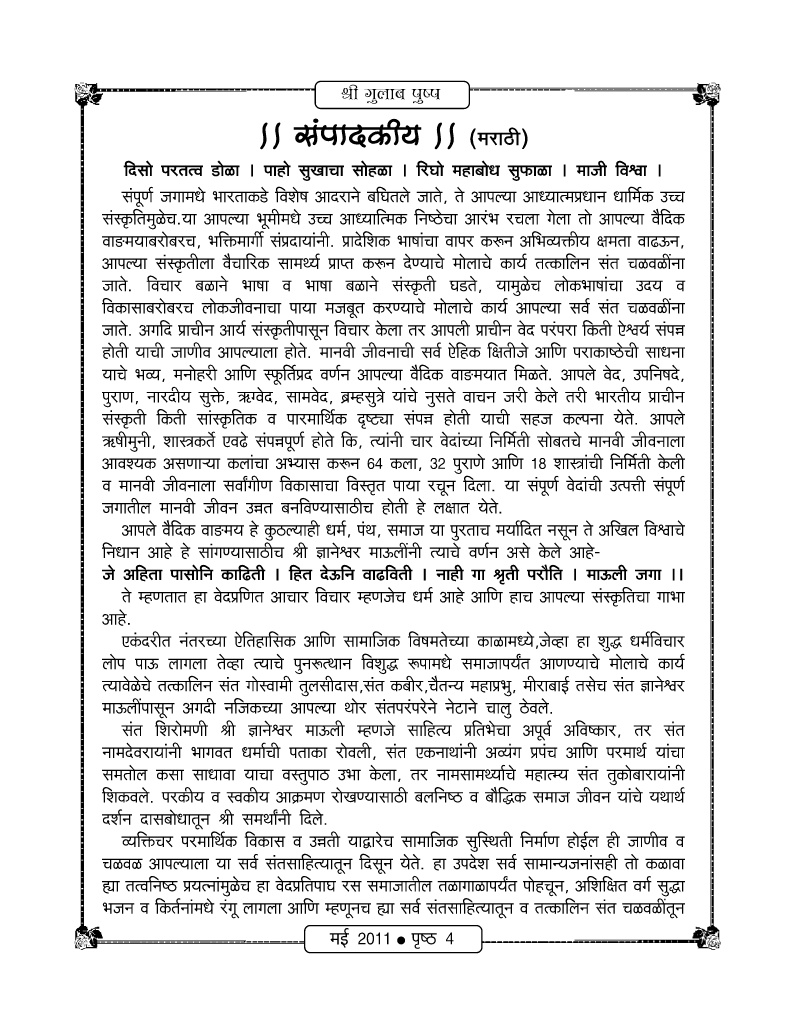 श्री गुलाब पुष्प
।। संपादकीय ।। (मराठी)
दिसो परतत्व डोळा । पाहो सुखाचा सोहळा । रिघो महाबोध सुफाळा । माजी विश्वा ।
संपूर्ण जगामधे भारताकडे विशेष आदराने बघितले जाते, ते आपल्या आध्यात्मप्रधान धार्मिक उच्च
संस्कृतिमुळेच.या आपल्या भूमीमधे उच्च आध्यात्मिक निष्ठेचा आरंभ रचला गेला तो आपल्या वैदिक
वाङमयाबरोबरच, भक्तिमार्गी संप्रदायांनी. प्रादेशिक भाषांचा वापर करून अभिव्यक्तीय क्षमता वाढऊन,
आपल्या संस्कृतीला वैचारिक सामर्थ्य प्राप्त करून देण्याचे मोलाचे कार्य तत्कालिन संत चळवळींना
जाते. विचार बळाने भाषा व भाषा बळाने संस्कृती घडते, यामुळेच लोकभाषांचा उदय व
विकासाबरोबरच लोकजीवनाचा पाया मजबूत करण्याचे मोलाचे कार्य आपल्या सर्व संत चळवळींना
जाते. अगदि प्राचीन आर्य संस्कृतीपासून विचार केला तर आपली प्राचीन वेद परंपरा किती ऐश्वर्य संपन्न
होती याची जाणीव आपल्याला होते. मानवी जीवनाची सर्व ऐहिक क्षितीजे आणि पराकाष्ठेची साधना
याचे भव्य, मनोहरी आणि स्फूर्तिप्रद वर्णन आपल्या वैदिक वाङमयात मिळते. आपले वेद, उपनिषदे,
पुराण, नारदीय सुक्ते, ऋग्वेद, सामवेद, ब्रम्हसुत्रे यांचे नुसते वाचन जरी केले तरी भारतीय प्राचीन
संस्कृती किती सांस्कृतिक व पारमार्थिक दृष्ट्या संपन्न होती याची सहज कल्पना येते. आपले
ऋषीमुनी, शास्त्रकर्ते एवढे संपन्नपूर्ण होते कि, त्यांनी चार वेदांच्या निर्मिती सोबतचे मानवी जीवनाला
आवश्यक असणाऱ्या कलांचा अभ्यास करून 64 कला, 32 पुराणे आणि 18 शास्त्रांची निर्मिती केली
व मानवी जीवनाला सर्वांगीण विकासाचा विस्तृत पाया रचून दिला. या संपूर्ण वेदांची उत्पत्ती संपूर्ण
जगातील मानवी जीवन उन्नत बनविण्यासाठीच होती हे लक्षात येते.
आपले वैदिक वाङमय हे कुठल्याही धर्म, पंथ, समाज या पुरताच मर्यादित नसून ते अखिल विश्वाचे
निधान आहे हे सांगण्यासाठीच श्री ज्ञानेश्वर माऊलींनी त्याचे वर्णन असे केले आहे-
जे अहिता पासोनि काढिती । हित देऊनि वाढविती । नाही गा श्रृती परौति । माऊली जगा ।।
ते म्हणतात हा वेदप्रणित आचार विचार म्हणजेच धर्म आहे आणि हाच आपल्या संस्कृतिचा गाभा
आहे.
एकंदरीत नंतरच्या ऐतिहासिक आणि सामाजिक विषमतेच्या काळामध्ये,जेव्हा हा शुद्ध धर्मविचार
लोप पाऊ लागला तेव्हा त्याचे पुनरूत्थान विशुद्ध रूपामधे समाजापर्यंत आणण्याचे मोलाचे कार्य
त्यावेळेचे तत्कालिन संत गोस्वामी तुलसीदास,संत कबीर,चैतन्य महाप्रभु, मीराबाई तसेच संत ज्ञानेश्वर
माऊलींपासून अगदी नजिकच्या आपल्या थोर संतपरंपरेने नेटाने चालु ठेवले.
संत शिरोमणी श्री ज्ञानेश्वर माऊली म्हणजे साहित्य प्रतिभेचा अपूर्व अविष्कार, तर संत
नामदेवरायांनी भागवत धर्माची पताका रोवली, संत एकनाथांनी अव्यंग प्रपंच आणि परमार्थ यांचा
समतोल कसा साधावा याचा वस्तुपाठ उभा केला, तर नामसामर्थ्याचे महात्म्य संत तुकोबारायांनी
शिकवले. परकीय व स्वकीय आक्रमण रोखण्यासाठी बलनिष्ठ व बौद्धिक समाज जीवन यांचे यथार्थ
दर्शन दासबोधातून श्री समर्थांनी दिले.
व्यक्तिचर परमार्थिक विकास व उन्नती याद्वारेच सामाजिक सुस्थिती निर्माण होईल ही जाणीव व
चळवळ आपल्याला या सर्व संतसाहित्यातून दिसून येते. हा उपदेश सर्व सामान्यजनांसही तो कळावा
ह्या तत्वनिष्ठ प्रयत्नांमुळेच हा वेदप्रतिपाघ रस समाजातील तळागाळापर्यंत पोहचून, अशिक्षित वर्ग सुद्धा
भजन व किर्तनांमधे रंगू लागला आणि म्हणूनच ह्या सर्व संतसाहित्यातून व तत्कालिन संत चळवळींतून
मई 2011 ● पृष्ठ 4